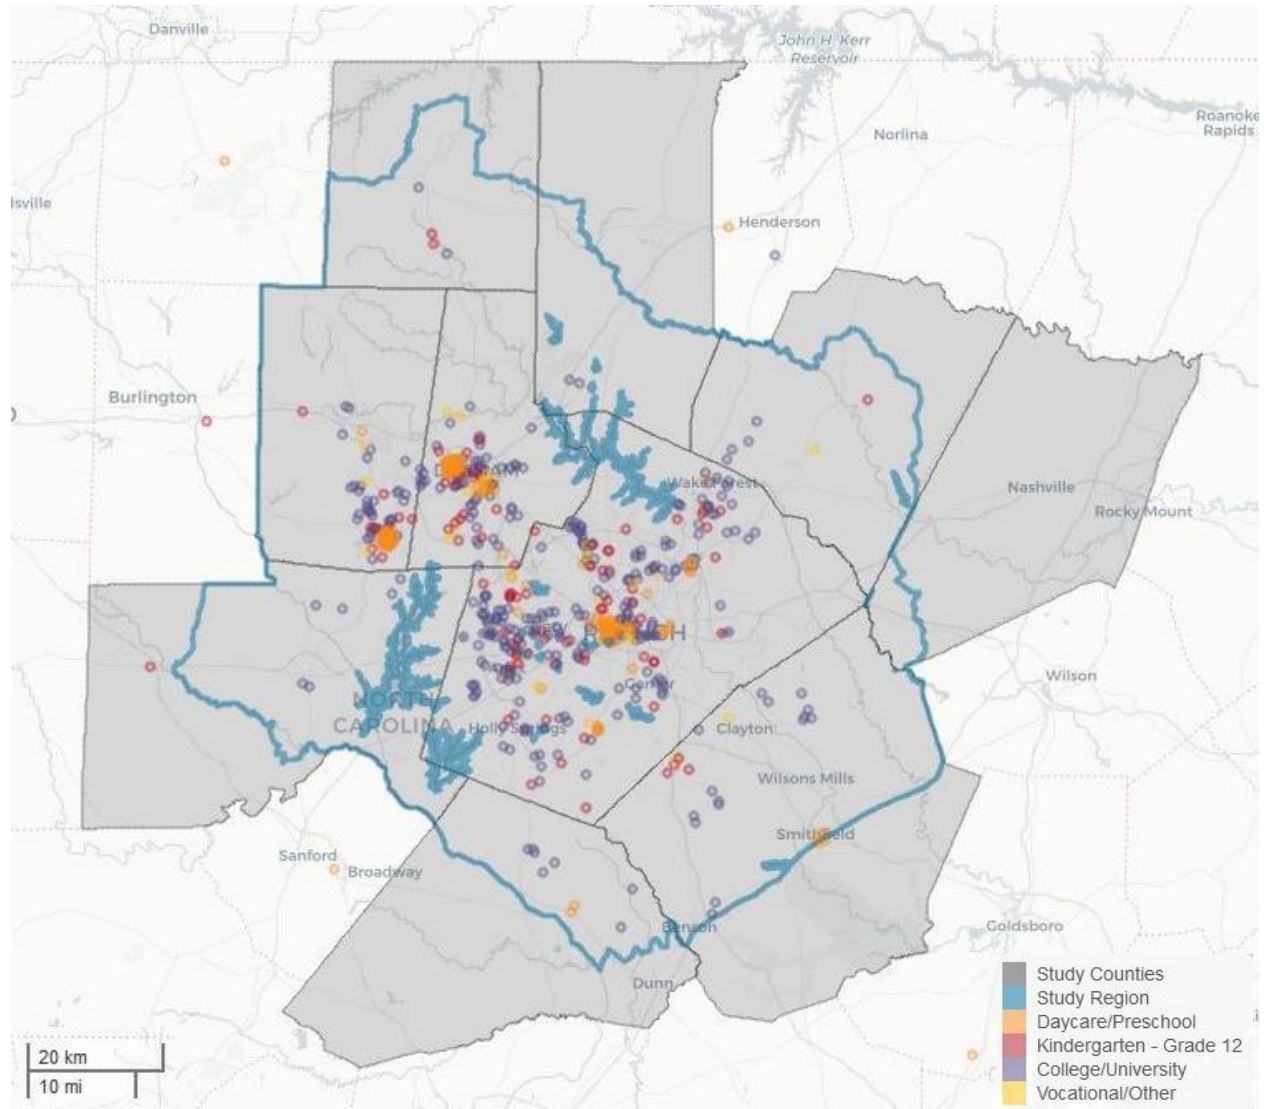 Danville
John H. Kerr
Reservoir
Roanoke
Rapids
Norlina
lsville
Henderson
Burlington
Wake Forest
Nashville
Rocky Mount
Wilson
Garner
NORTH
CAROLINA
Holly Springs
Clayton
Wilsons Mills
Smithfield
Sanford
Broadway
Benson
Goldsboro
Dunn
Study Counties
Study Region
Daycare/Preschool
Kindergarten - Grade 12
College/University
Vocational/Other
20 km
10 mi